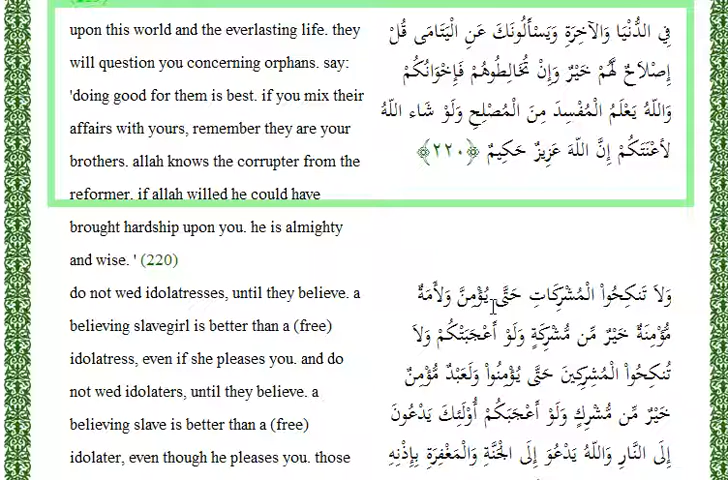 upon this world and the everlasting life. they
will question you concerning orphans. say:
'doing good for them is best. if you mix their
affairs with yours, remember they are your
brothers. allah knows the corrupter from the
reformer. if allah willed he could have
brought hardship upon you. he is almighty
and wise. ' (220)
فِي الدُّنْيَا وَالآخِرَةِ وَيَسْأَلُونَكَ عَنِ الْيَتَامَى قُلْ
إِصْلاَحٌ لَّهُمْ خَيْرٌ وَإِنْ تُخَالِطُوهُمْ فَإِخْوَانُكُمْ
وَاللّهُ يَعْلَمُ الْمُفْسِدَ مِنَ الْمُصْلِحِ وَلَوْ شَاء اللّهُ
لأعْنَتَكُمْ إِنَّ اللّهَ عَزِيزٌ حَكِيمٌ ﴿٢٢٠﴾
do not wed idolatresses, until they believe. a
believing slavegirl is better than a (free)
idolatress, even if she pleases you. and do
not wed idolaters, until they believe. a
believing slave is better than a (free)
idolater, even though he pleases you. those
وَلاَ تَنكِحُواْ الْمُشْرِكَاتِ حَتَّى يُؤْمِنَّ وَلأَمَةٌ
مُّؤْمِنَةٌ خَيْرٌ مِّن مُّشْرِكَةٍ وَلَوْ أَعْجَبَتْكُمْ وَلاَ
تُنكِحُواْ الْمُشِرِكِينَ حَتَّى يُؤْمِنُواْ وَلَعَبْدٌ مُّؤْمِنٌ
خَيْرٌ مِّن مُّشْرِكٍ وَلَوْ أَعْجَبَكُمْ أُوْلَئِكَ يَدْعُونَ
إِلَى النَّارِ وَاللّهُ يَدْعُوَ إِلَى الْجَنَّةِ وَالْمَغْفِرَةِ بِإِذْنِهِ